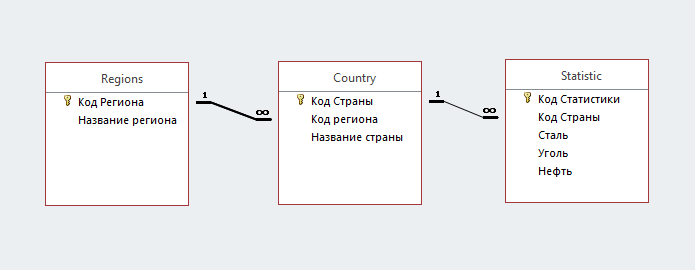 Regions
Код Региона
Название региона
1
∞
Country
Код Страны
Код региона
Название страны
1
∞
Statistic
Код Статистики
Код Страны
Сталь
Уголь
Нефть